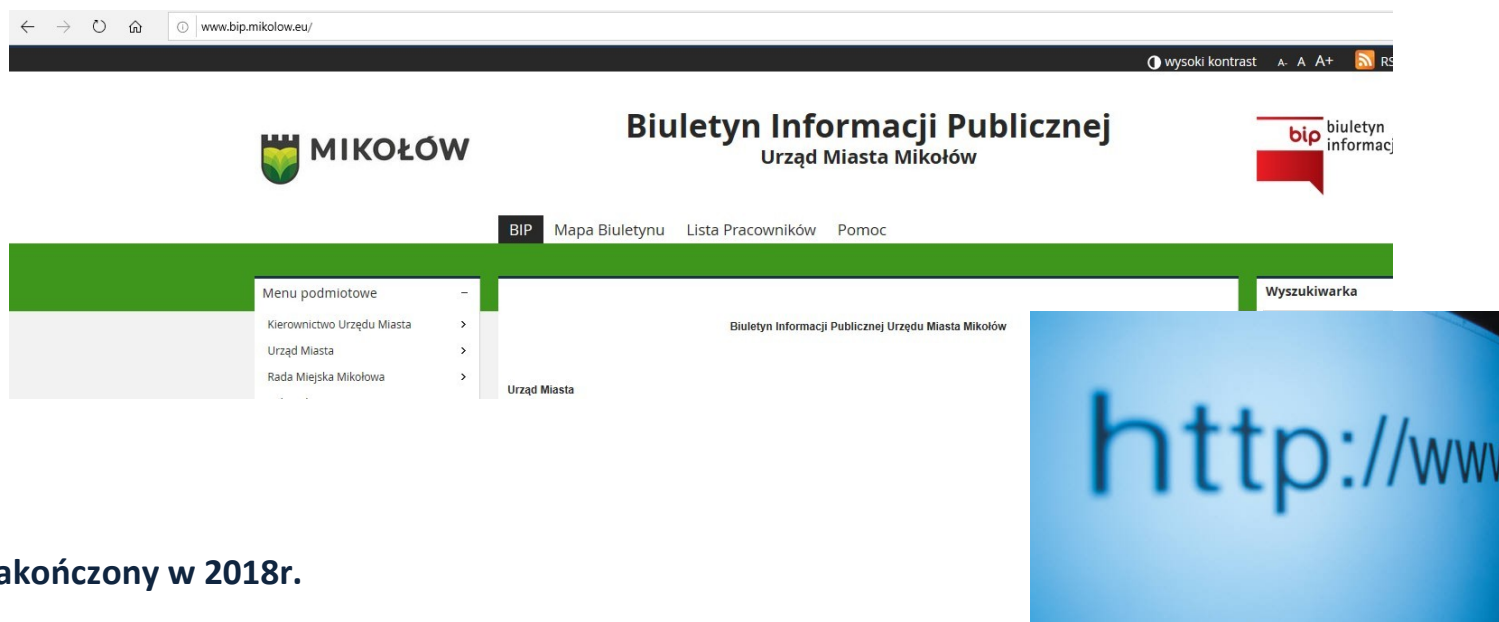 www.bip.mikolow.eu/
wysoki kontrast A- A A+
MIKOŁÓW
Biuletyn Informacji Publicznej
Urząd Miasta Mikołów
bip biuletyn
informacj
BIP Mapa Biuletynu Lista Pracowników Pomoc
Menu podmiotowe
Kierownictwo Urzędu Miasta
Urząd Miasta
Rada Miejska Mikołowa
Biuletyn Informacji Publicznej Urzędu Miasta Mikołów
Urząd Miasta
Wyszukiwarka
http://www
akończony w 2018r.